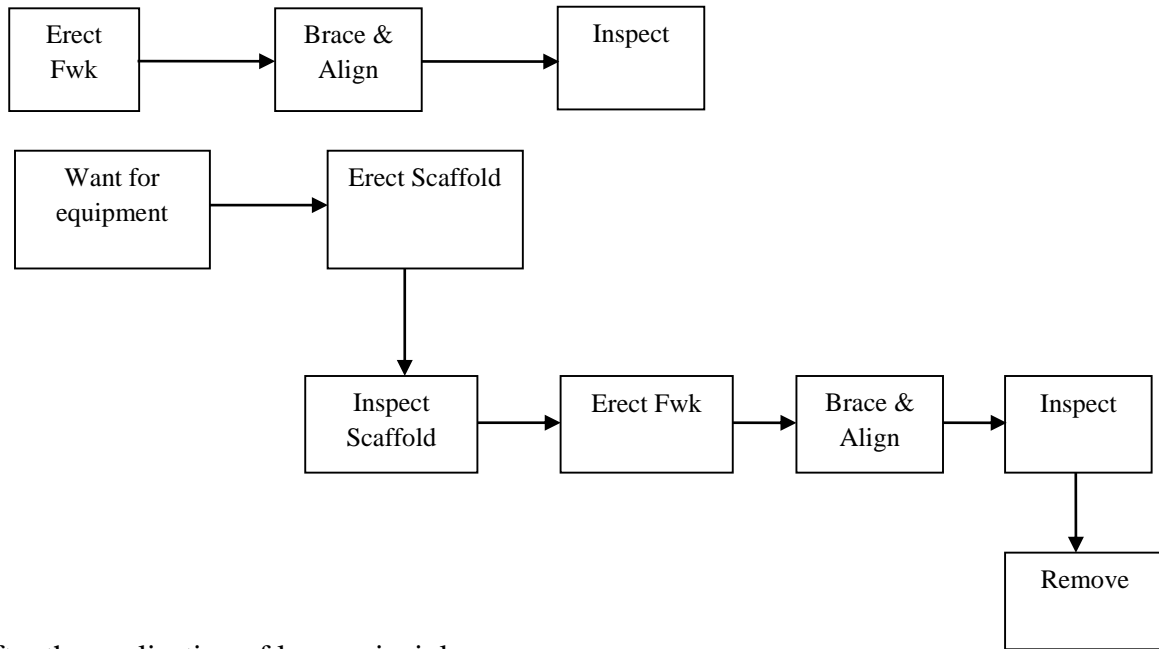 Erect
Fwk
Brace &
Align
Inspect
Want for
equipment
Erect Scaffold
Inspect
Scaffold
Erect Fwk
Brace &
Align
Inspect
Remove